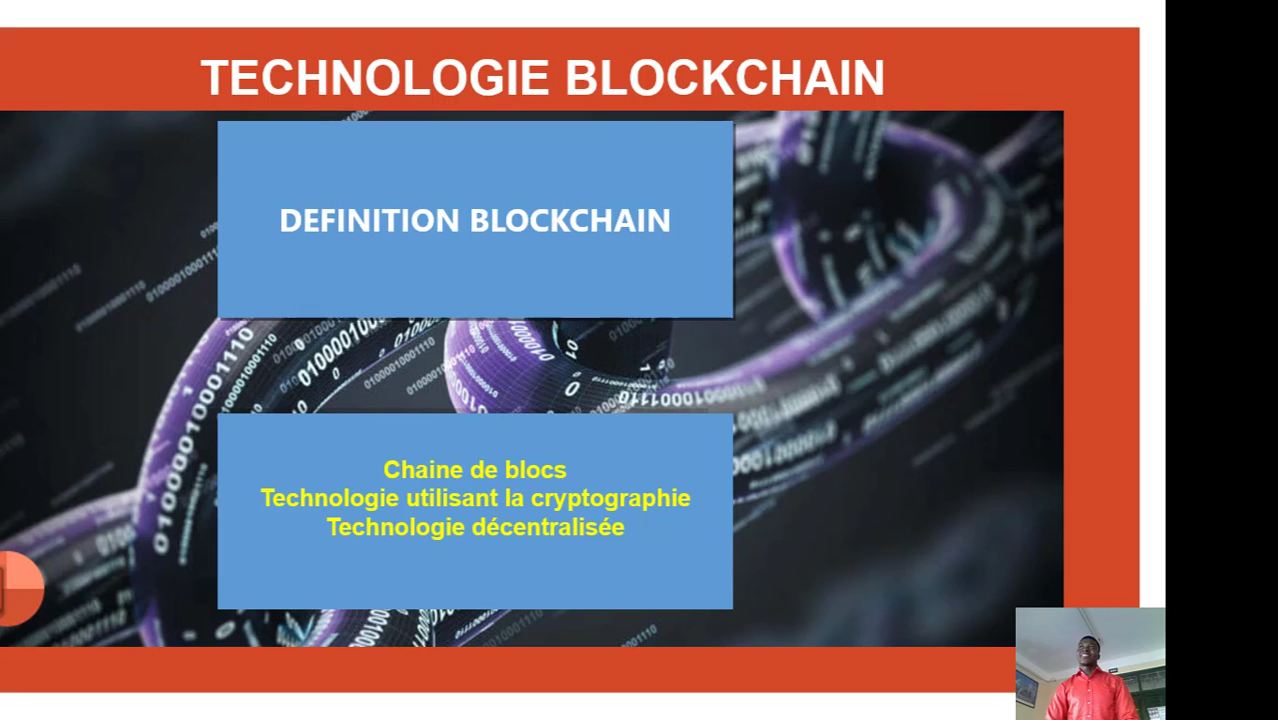 TECHNOLOGIE BLOCKCHAIN
DEFINITION BLOCKCHAIN
Chaine de blocs
Technologie utilisant la cryptographie
Technologie décentralisée